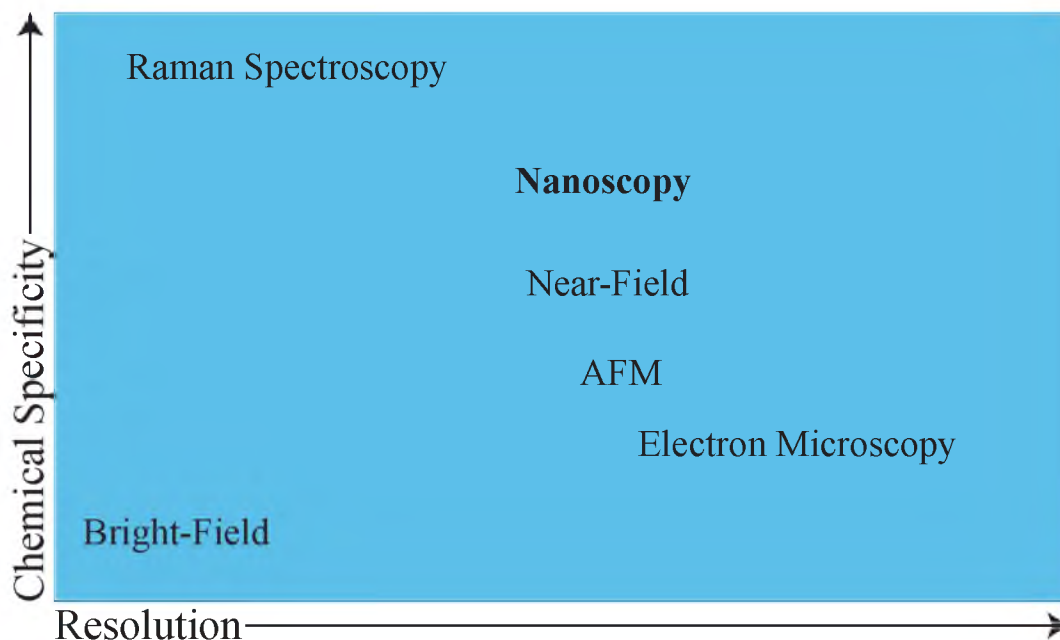 Raman Spectroscopy
Nanoscopy
Near-Field
AFM
Electron Microscopy
Bright-Field
Chemical Specificity
Resolution